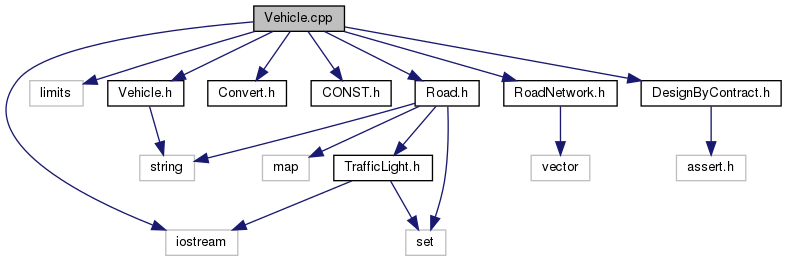 Vehicle.cpp
limits
Vehicle.h
Convert.h
CONST.h
Road.h
RoadNetwork.h
DesignByContract.h
string
map
TrafficLight.h
vector
assert.h
iostream
set